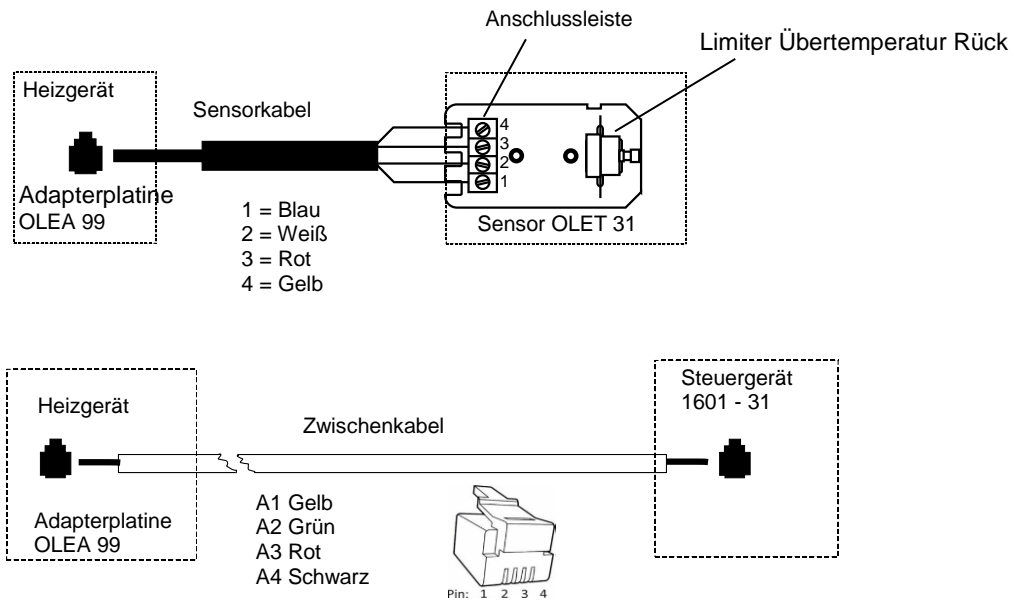 Anschlussleiste
Limiter Übertemperatur Rück
Heizgerät
Sensorkabel
4
3
2
1
Adapterplatine
OLEA 99
1 = Blau
2 = Weiß
3 = Rot
4 = Gelb
Sensor OLET 31
Heizgerät
Zwischenkabel
Steuergerät
1601 - 31
Adapterplatine
OLEA 99
A1 Gelb
A2 Grün
A3 Rot
A4 Schwarz
Pin: 1 2 3 4